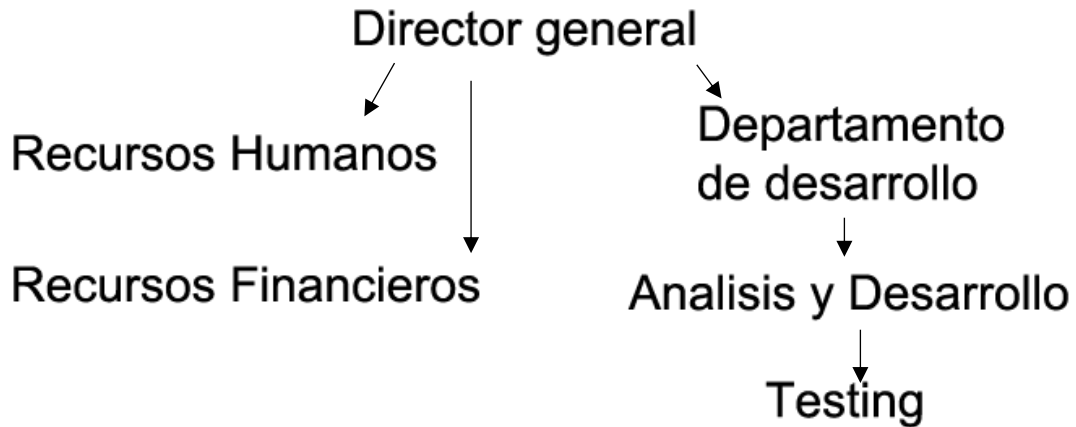 Director general
Recursos Humanos
Departamento
de desarrollo
Recursos Financieros
Analisis y Desarrollo
Testing